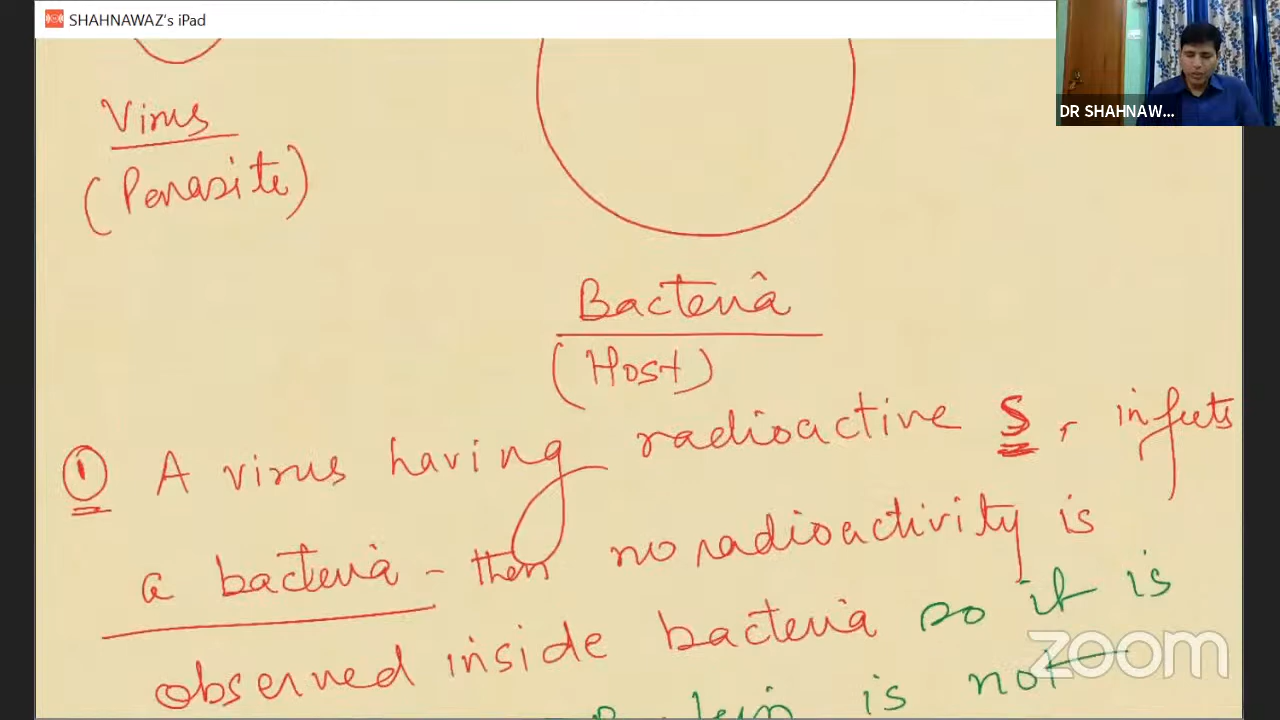 SHAHNAWAZ's iPad
DR SHAHNAW...
Virus
(Parasite)
Bacteria
(Host)
① A virus having radioactive S, infects
a bacteria - then no radioactivity is
observed inside bacteria so it is
is not
zoom